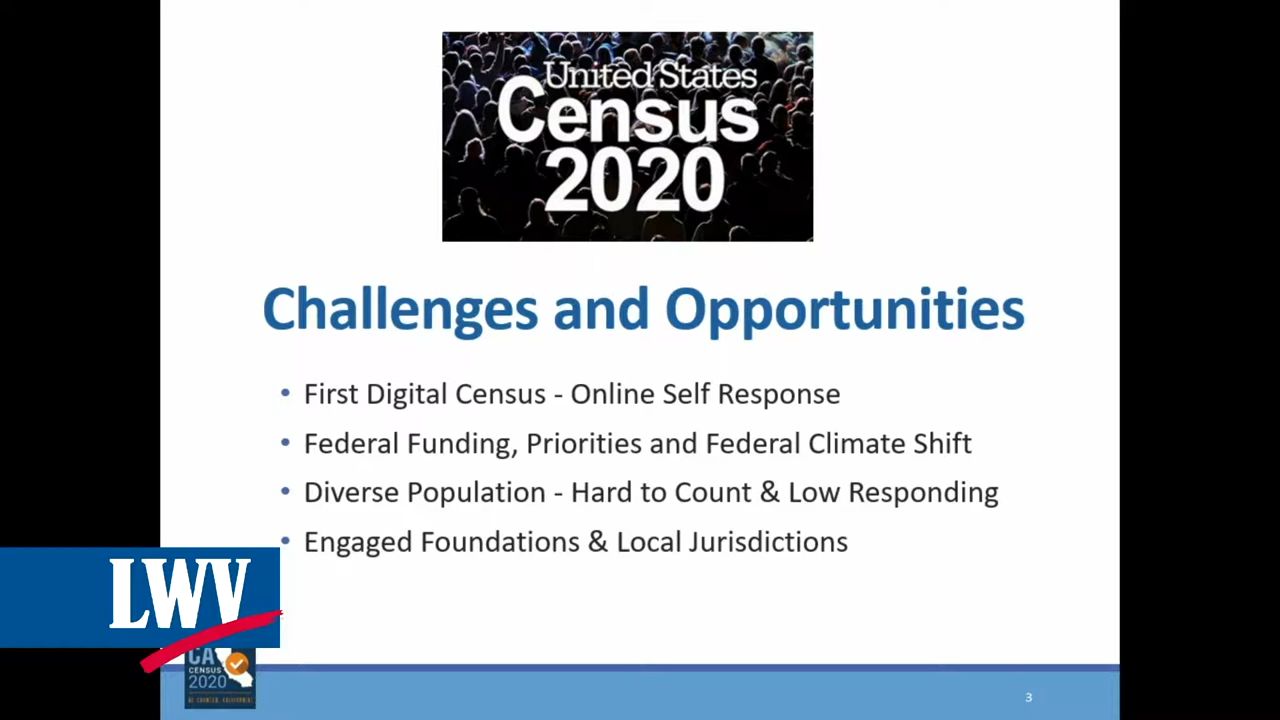 United States
Census
2020
Challenges and Opportunities
• First Digital Census - Online Self Response
• Federal Funding, Priorities and Federal Climate Shift
• Diverse Population - Hard to Count & Low Responding
• Engaged Foundations & Local Jurisdictions
LWV
CA
CENSUS
2020
3